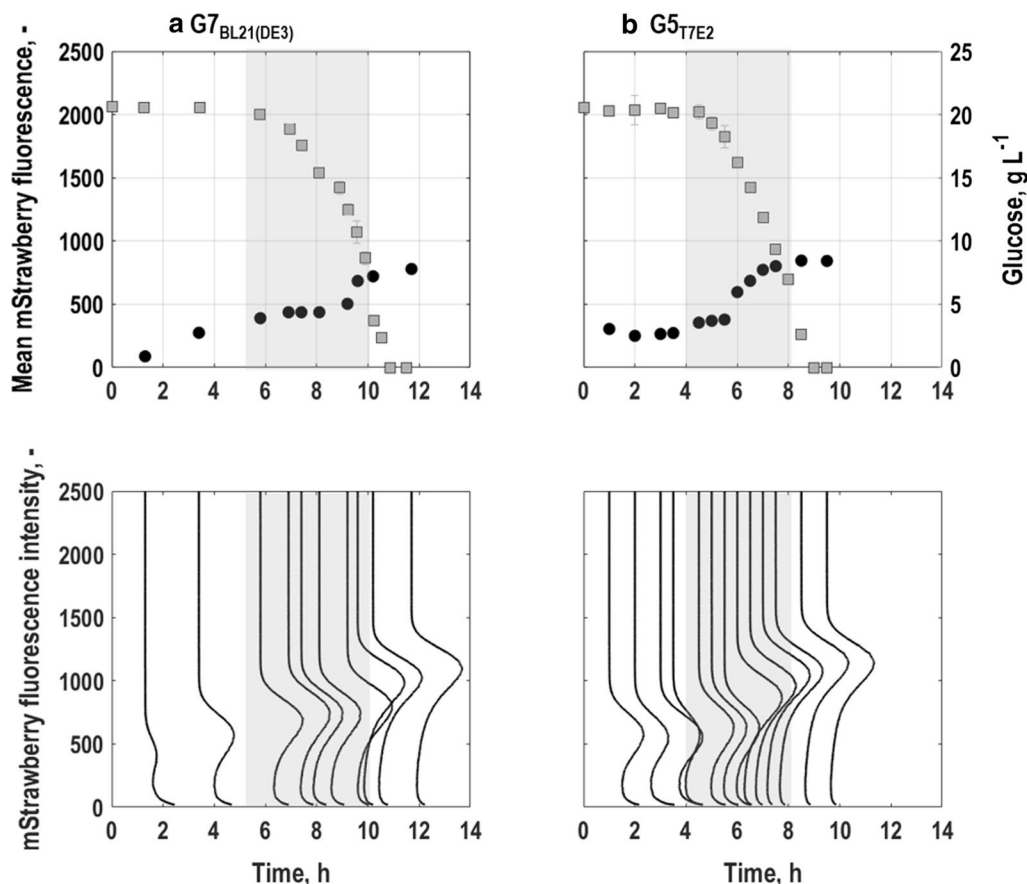 a G7BL21(DE3)
b G5T7E2
Mean mStrawberry fluorescence, -
2500
2000
1500
1000
500
0
0 2 4 6 8 10 12 14
0 2 4 6 8 10 12 14
25
20
15
10
5
0
Glucose, g L-1
mStrawberry fluorescence intensity, -
2500
2000
1500
1000
500
0
0 2 4 6 8 10 12 14
0 2 4 6 8 10 12 14
Time, h
Time, h